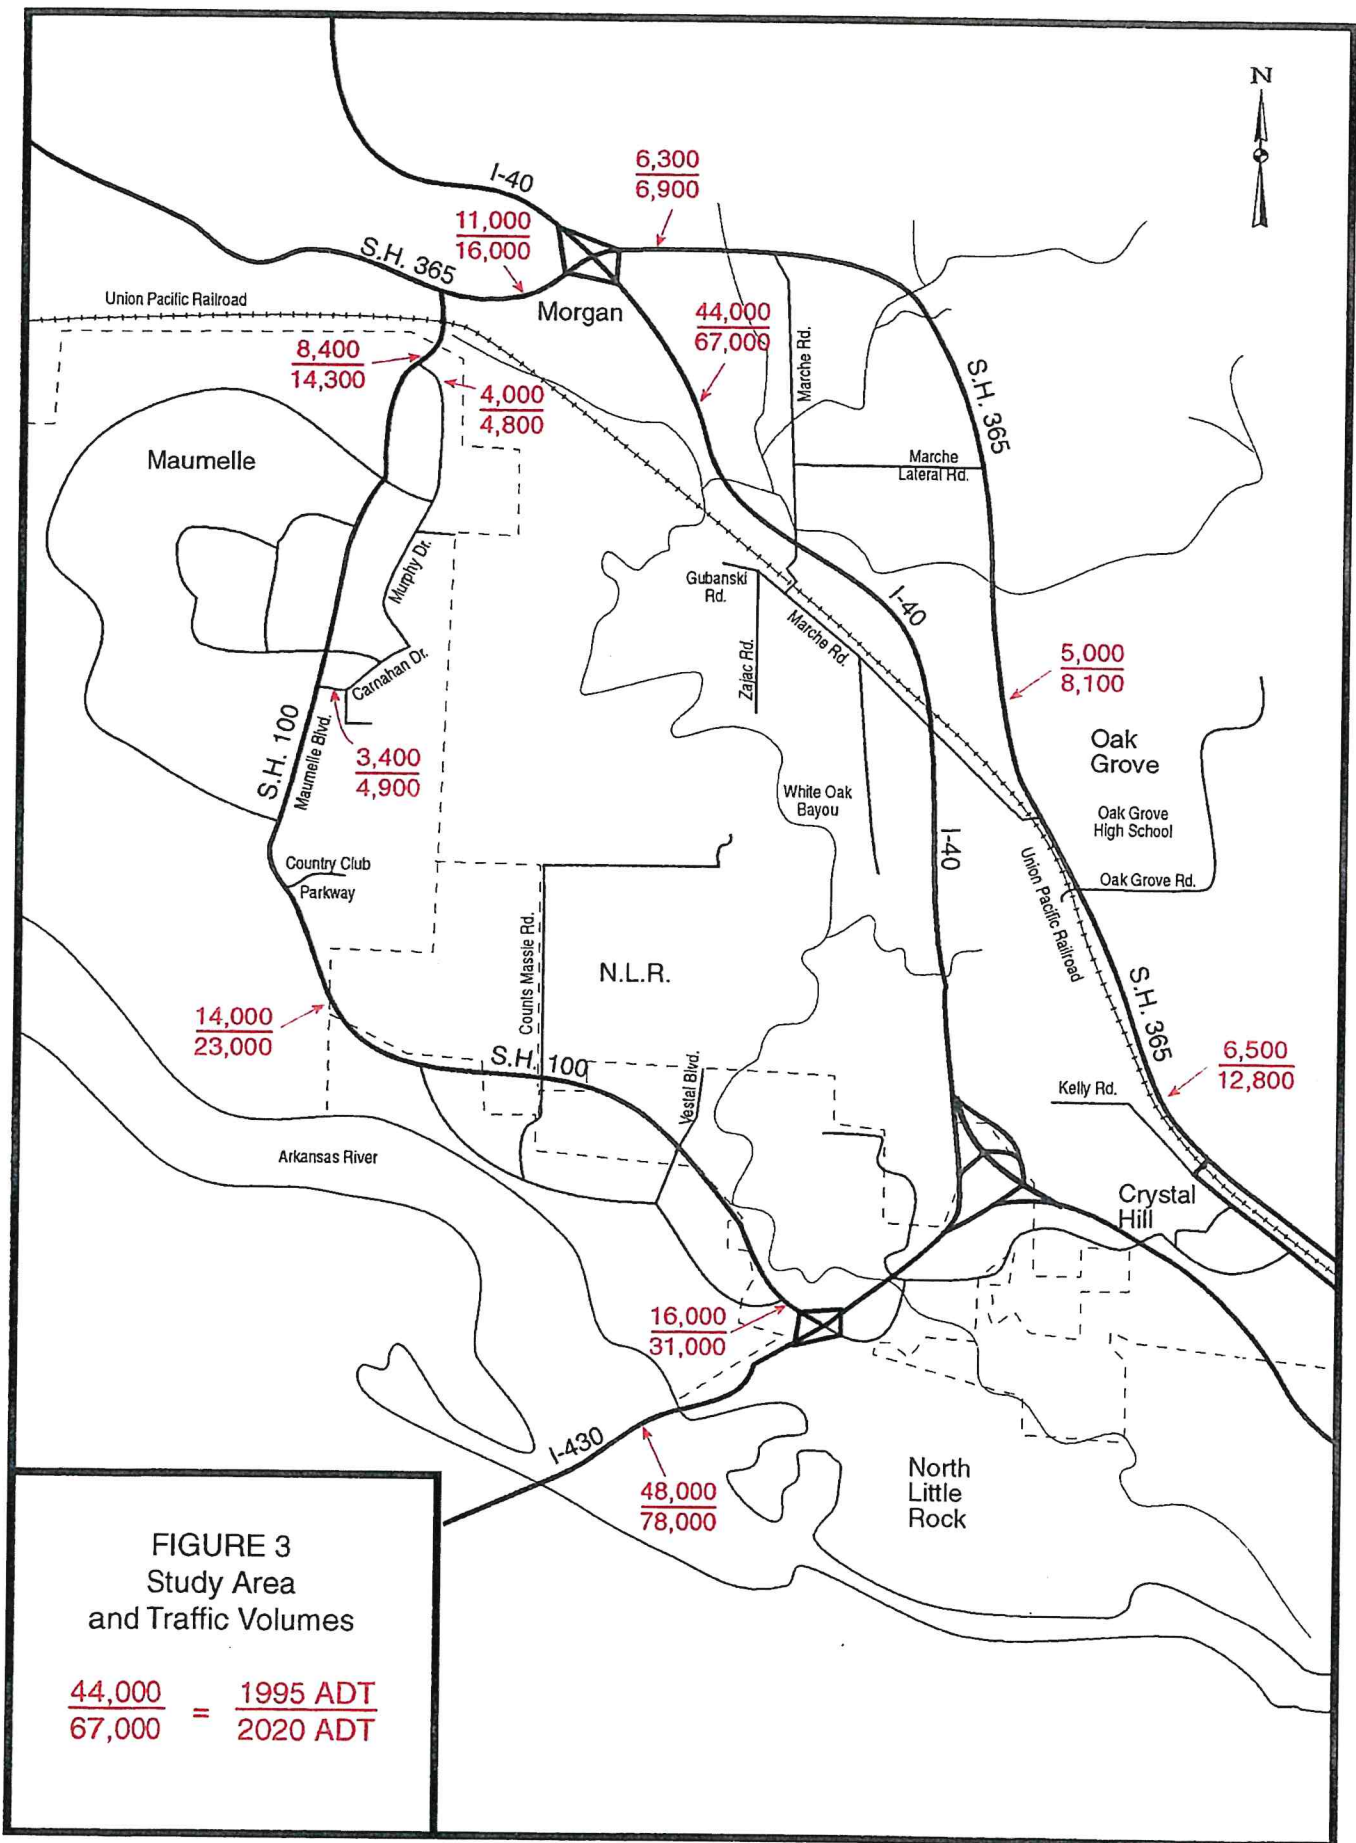 N
I-40
6,300
6,900
11,000
16,000
S.H. 365
Union Pacific Railroad
Morgan
44,000
67,000
Marche Rd.
8,400
14,300
4,000
4,800
S.H. 365
Maumelle
Marche
Lateral Rd.
Murphy Dr.
Gubanski
Rd.
I-40
Marche Rd.
Zajac Rd.
Carnahan Dr.
5,000
8,100
S.H. 100
Maumelle Blvd.
3,400
4,900
Oak
Grove
White Oak
Bayou
Oak Grove
High School
I-40
Country Club
Parkway
Union Pacific Railroad
Oak Grove Rd.
Counts Massie Rd.
N.L.R.
S.H. 365
14,000
23,000
S.H. 100
Vestal Blvd.
6,500
12,800
Kelly Rd.
Arkansas River
Crystal
Hill
16,000
31,000
I-430
48,000
78,000
North
Little
Rock
FIGURE 3
Study Area
and Traffic Volumes
44,000
67,000
=
1995 ADT
2020 ADT